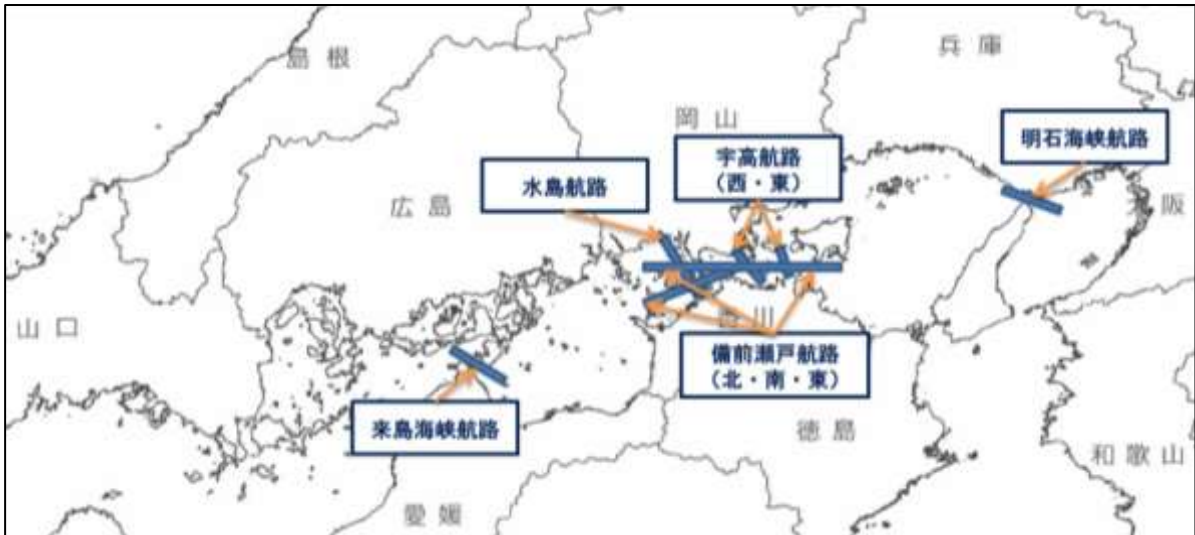 島根
兵庫
岡山
明石海峡航路
宇高航路
（西・東）
水島航路
広島
阪
山口
川
備前瀬戸航路
（北・南・東）
来島海峡航路
徳島
和歌山
愛媛